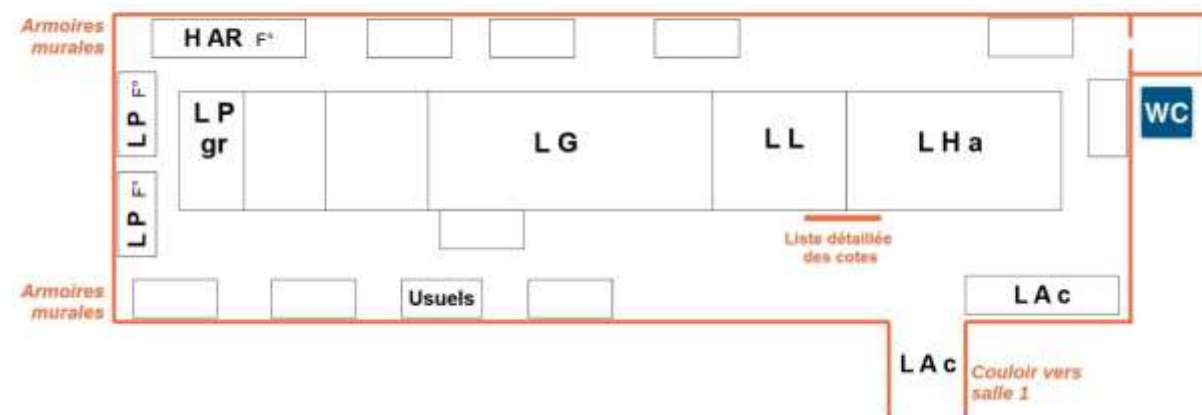 Armoires
murales
H AR F°
L P F°
L P F°
L P
gr
L G
L L
L H a
WC
Liste détaillée
des cotes
Armoires
murales
Usuels
L A c
L A c
Couloir vers
salle 1